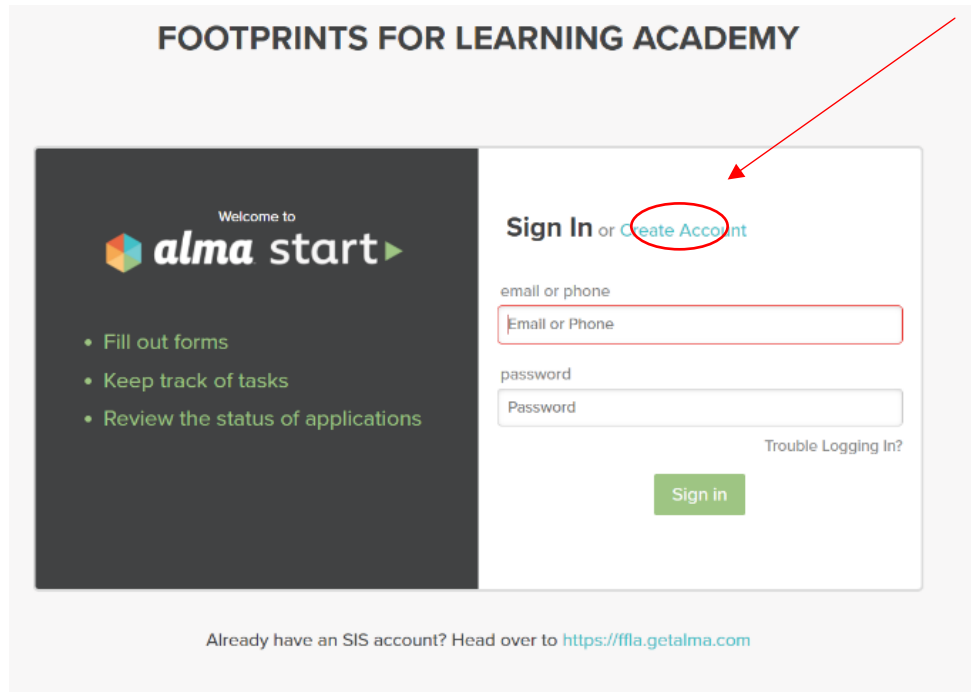 FOOTPRINTS FOR LEARNING ACADEMY
Welcome to
alma start
• Fill out forms
• Keep track of tasks
• Review the status of applications
Sign In or Create Account
email or phone
Email or Phone
password
Password
Trouble Logging In?
Sign in
Already have an SIS account? Head over to https://ffla.getalma.com